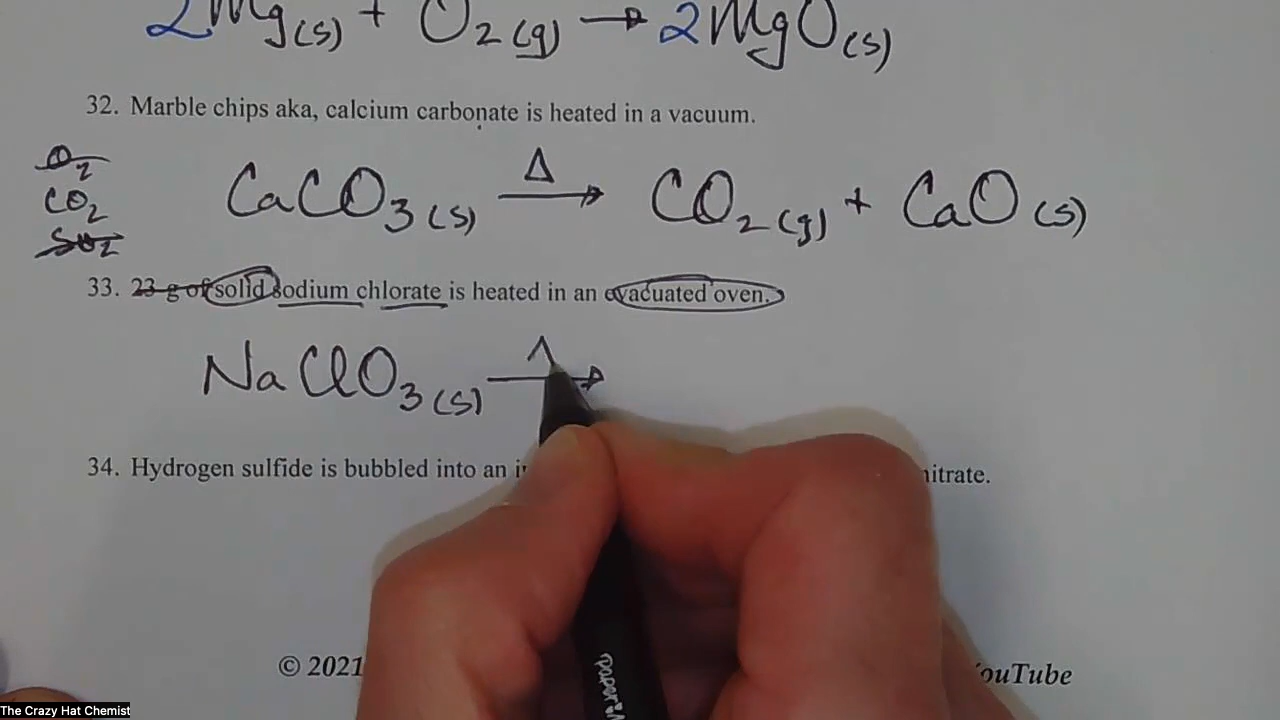 2Mg(s) + O2(g) → 2MgO(s)
32. Marble chips aka, calcium carbonate is heated in a vacuum.
O2
CO2
SO2
CaCO3(s) Δ→ CO2(g) + CaO(s)
33. 23 g of solid sodium chlorate is heated in an evacuated oven.
NaClO3(s) →
34. Hydrogen sulfide is bubbled into an nitrate.
© 2021 YouTube
paper
The Crazy Hat Chemist